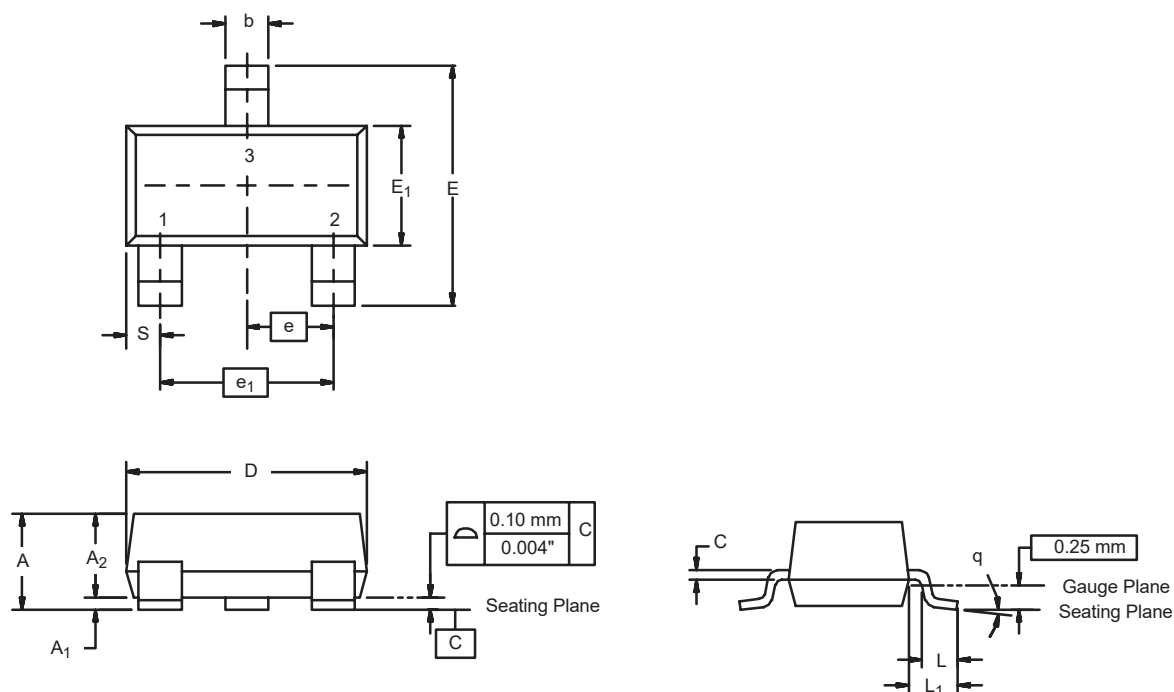 b
3
E₁
E
1
2
S
e
e₁
D
A
A₂
A₁
0.10 mm
0.004"
C
Seating Plane
C
C
q
0.25 mm
Gauge Plane
Seating Plane
L
L₁